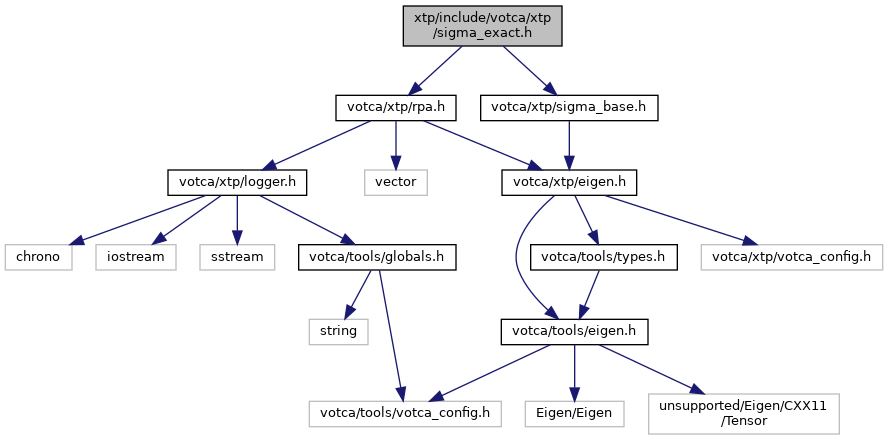 xtp/include/votca/xtp
/sigma_exact.h
votca/xtp/rpa.h
votca/xtp/sigma_base.h
votca/xtp/logger.h
vector
votca/xtp/eigen.h
chrono
iostream
sstream
votca/tools/globals.h
votca/tools/types.h
votca/xtp/votca_config.h
string
votca/tools/eigen.h
votca/tools/votca_config.h
Eigen/Eigen
unsupported/Eigen/CXX11
/Tensor